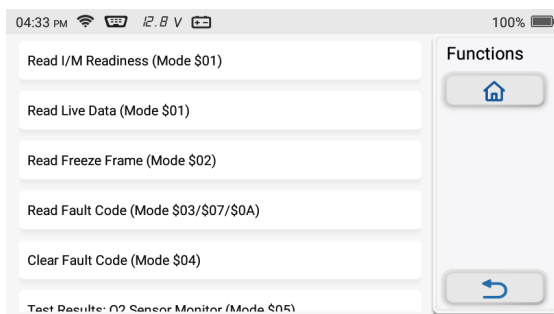 04:33 PM 12.8 V 100%
Functions
Read I/M Readiness (Mode $01)
Read Live Data (Mode $01)
Read Freeze Frame (Mode $02)
Read Fault Code (Mode $03/$07/$0A)
Clear Fault Code (Mode $04)
Test Results: O2 Sensor Monitor (Mode $05)